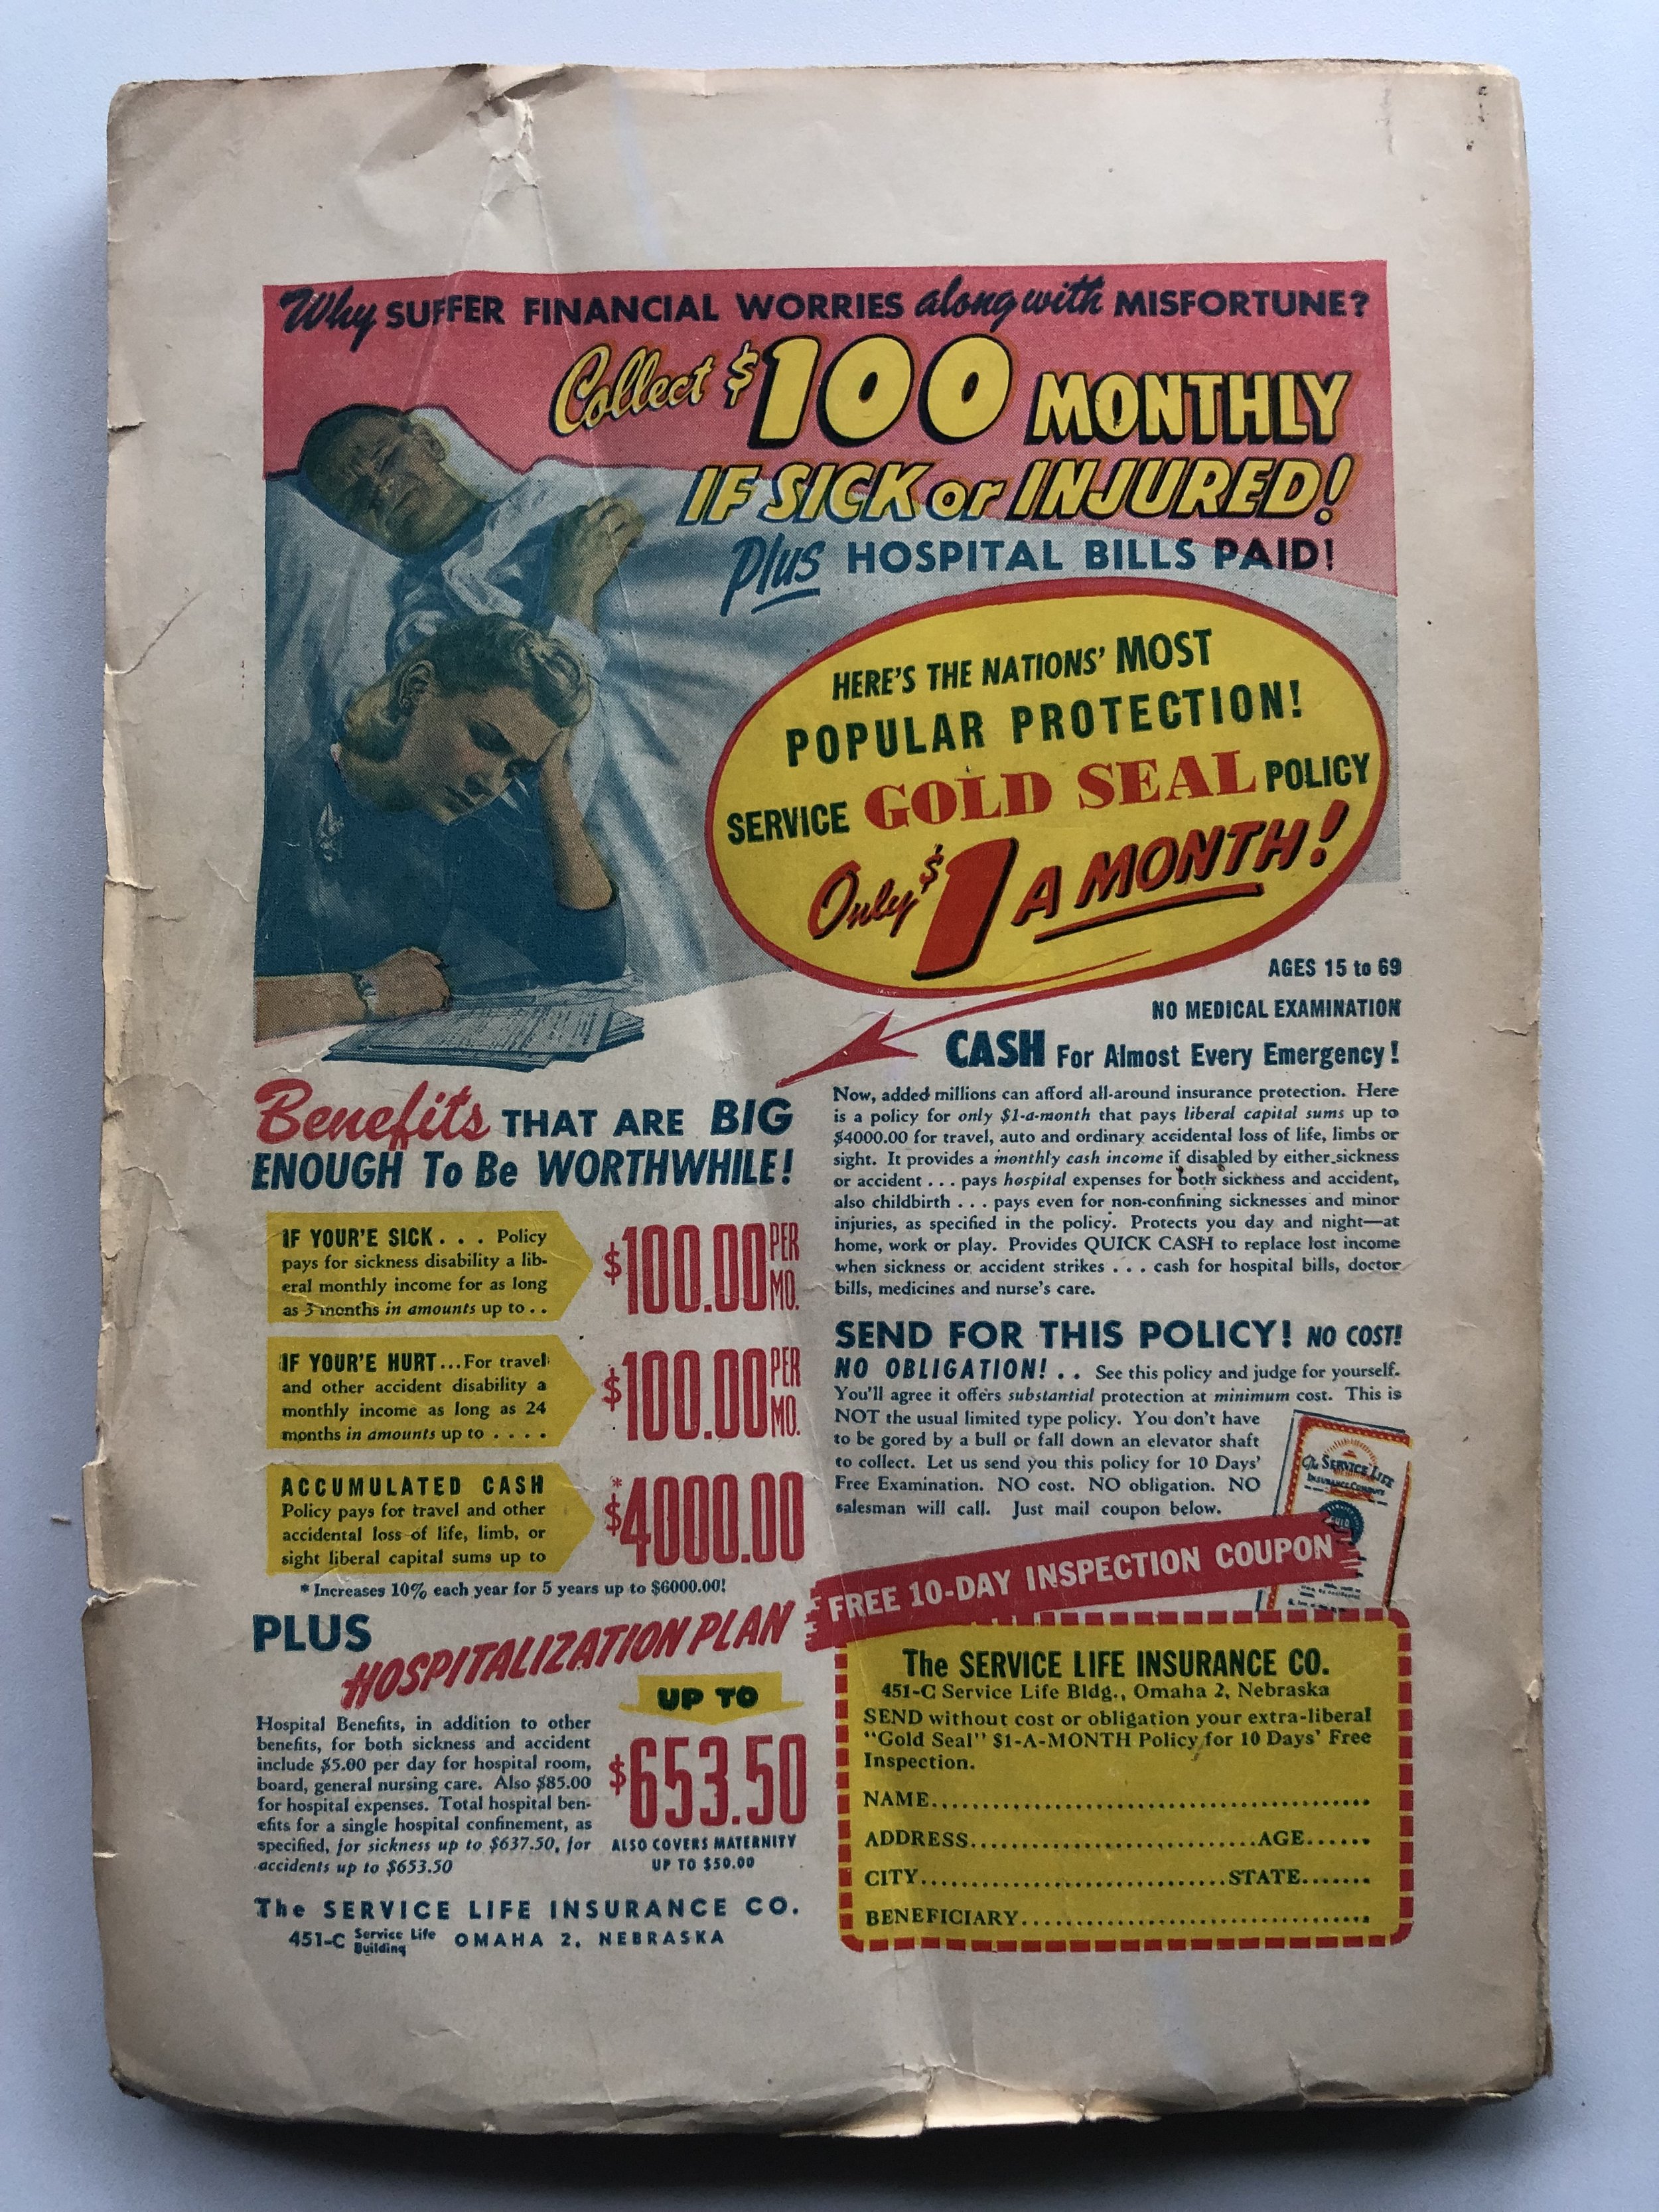 Why SUFFER FINANCIAL WORRIES along with MISFORTUNE?
Collect $100 MONTHLY
IF SICK or INJURED!
Plus HOSPITAL BILLS PAID!
HERE'S THE NATIONS' MOST
POPULAR PROTECTION!
SERVICE GOLD SEAL POLICY
Only $1 A MONTH!
AGES 15 to 69
NO MEDICAL EXAMINATION
CASH For Almost Every Emergency!
Now, added millions can afford all-around insurance protection. Here
is a policy for only $1-a-month that pays liberal capital sums up to
$4000.00 for travel, auto and ordinary accidental loss of life, limbs or
sight. It provides a monthly cash income if disabled by either sickness
or accident . . . pays hospital expenses for both sickness and accident,
also childbirth . . . pays even for non-confining sicknesses and minor
injuries, as specified in the policy. Protects you day and night—at
home, work or play. Provides QUICK CASH to replace lost income
when sickness or accident strikes . . . cash for hospital bills, doctor
bills, medicines and nurse's care.
Benefits THAT ARE BIG
ENOUGH To Be WORTHWHILE!
IF YOUR'E SICK. . . Policy
pays for sickness disability a lib-
eral monthly income for as long
as 3 months in amounts up to . .
$100.00 PER MO.
IF YOUR'E HURT...For travel
and other accident disability a
monthly income as long as 24
months in amounts up to . . . .
$100.00 PER MO.
ACCUMULATED CASH
Policy pays for travel and other
accidental loss of life, limb, or
sight liberal capital sums up to
*$4000.00
* Increases 10% each year for 5 years up to $6000.00!
PLUS
HOSPITALIZATION PLAN
Hospital Benefits, in addition to other
benefits, for both sickness and accident
include $5.00 per day for hospital room,
board, general nursing care. Also $85.00
for hospital expenses. Total hospital ben-
efits for a single hospital confinement, as
specified, for sickness up to $637.50, for
accidents up to $653.50
UP TO
$653.50
ALSO COVERS MATERNITY
UP TO $50.00
The SERVICE LIFE INSURANCE CO.
451-C Service Life Building OMAHA 2, NEBRASKA
SEND FOR THIS POLICY! NO COST!
NO OBLIGATION! . . See this policy and judge for yourself.
You'll agree it offers substantial protection at minimum cost. This is
NOT the usual limited type policy. You don't have
to be gored by a bull or fall down an elevator shaft
to collect. Let us send you this policy for 10 Days'
Free Examination. NO cost. NO obligation. NO
salesman will call. Just mail coupon below.
The SERVICE LIFE
INSURANCE COMPANY
GOLD
FREE 10-DAY INSPECTION COUPON
The SERVICE LIFE INSURANCE CO.
451-C Service Life Bldg., Omaha 2, Nebraska
SEND without cost or obligation your extra-liberal
"Gold Seal" $1-A-MONTH Policy for 10 Days' Free
Inspection.
NAME............................................
ADDRESS............................AGE......
CITY..............................STATE.......
BENEFICIARY..................................